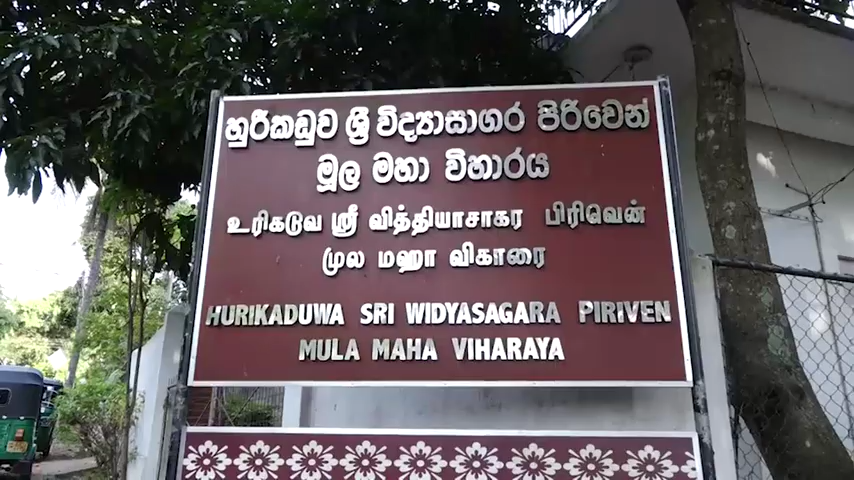 හුරීකඩුව ශ්‍රී විද්‍යාසාගර පිරිවෙන්
මූල මහා විහාරය
உரிகடுவ ஸ்ரீ வித்தியாசாகர பிரிவென்
முல மஹா விகாரை
HURIKADUWA SRI WIDYASAGARA PIRIVEN
MULA MAHA VIHARAYA